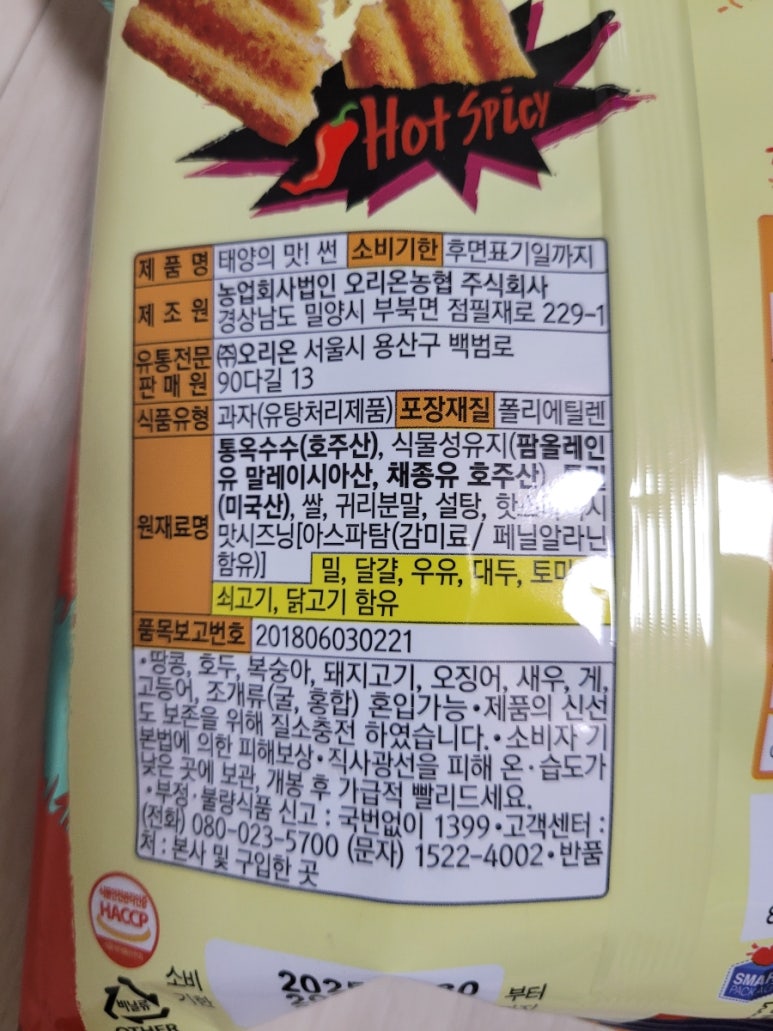 Hot Spicy
제 품 명 태양의 맛! 썬 소비기한 후면표기일까지
제 조 원 농업회사법인 오리온농협 주식회사
경상남도 밀양시 부북면 점필재로 229-1
유통전문 ㈜오리온 서울시 용산구 백범로
판 매 원 90다길 13
식품유형 과자(유탕처리제품) 포장재질 폴리에틸렌
통옥수수(호주산), 식물성유지(팜올레인
유 말레이시아산, 채종유 호주산)
(미국산), 쌀, 귀리분말, 설탕,
원재료명 맛시즈닝[아스파탐(감미료/ 페닐알라닌
함유)] 밀, 달걀, 우유, 대두,
쇠고기, 닭고기 함유
품목보고번호 201806030221
•땅콩, 호두, 복숭아, 돼지고기, 오징어, 새우, 게,
고등어, 조개류(굴, 홍합) 혼입가능•제품의 신선
도 보존을 위해 질소충전 하였습니다.•소비자 기
본법에 의한 피해보상•직사광선을 피해 온·습도가
낮은 곳에 보관, 개봉 후 가급적 빨리드세요.
•부정·불량식품 신고 : 국번없이 1399•고객센터 :
(전화) 080-023-5700 (문자) 1522-4002•반품
처 : 본사 및 구입한 곳
HACCP
소비
기한
부터
비닐류
OTHER